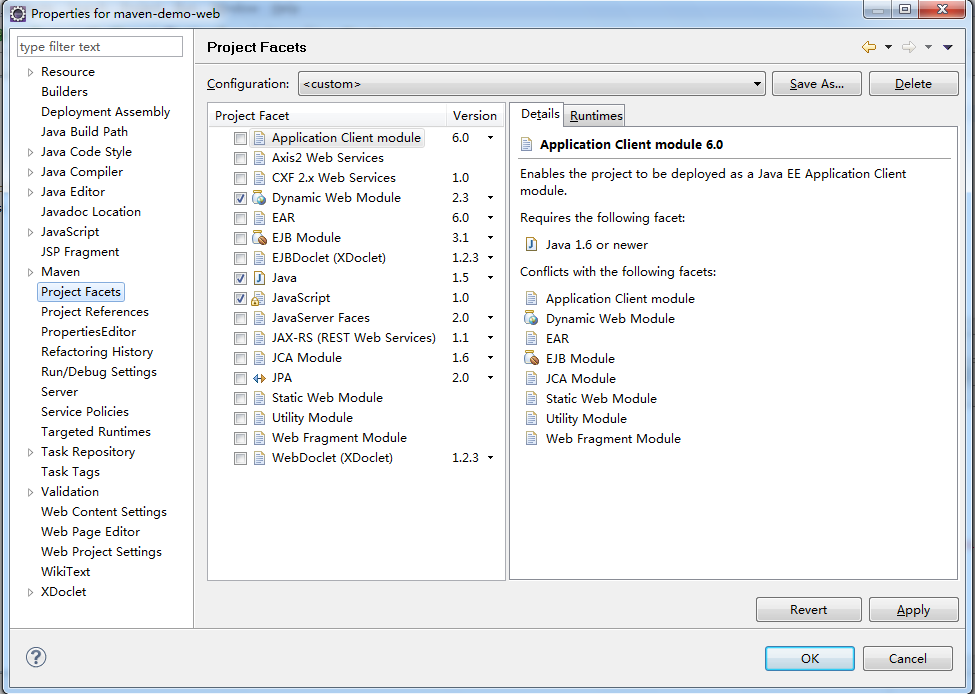 Properties for maven-demo-web
type filter text
Resource
Builders
Deployment Assembly
Java Build Path
Java Code Style
Java Compiler
Java Editor
Javadoc Location
JavaScript
JSP Fragment
Maven
Project Facets
Project References
PropertiesEditor
Refactoring History
Run/Debug Settings
Server
Service Policies
Targeted Runtimes
Task Repository
Task Tags
Validation
Web Content Settings
Web Page Editor
Web Project Settings
WikiText
XDoclet
Project Facets
Configuration: <custom> Save As... Delete
Project Facet Version
Application Client module 6.0
Axis2 Web Services
CXF 2.x Web Services 1.0
Dynamic Web Module 2.3
EAR 6.0
EJB Module 3.1
EJBDoclet (XDoclet) 1.2.3
Java 1.5
JavaScript 1.0
JavaServer Faces 2.0
JAX-RS (REST Web Services) 1.1
JCA Module 1.6
JPA 2.0
Static Web Module
Utility Module
Web Fragment Module
WebDoclet (XDoclet) 1.2.3
Details Runtimes
Application Client module 6.0
Enables the project to be deployed as a Java EE Application Client
module.
Requires the following facet:
Java 1.6 or newer
Conflicts with the following facets:
Application Client module
Dynamic Web Module
EAR
EJB Module
JCA Module
Static Web Module
Utility Module
Web Fragment Module
Revert Apply
? OK Cancel